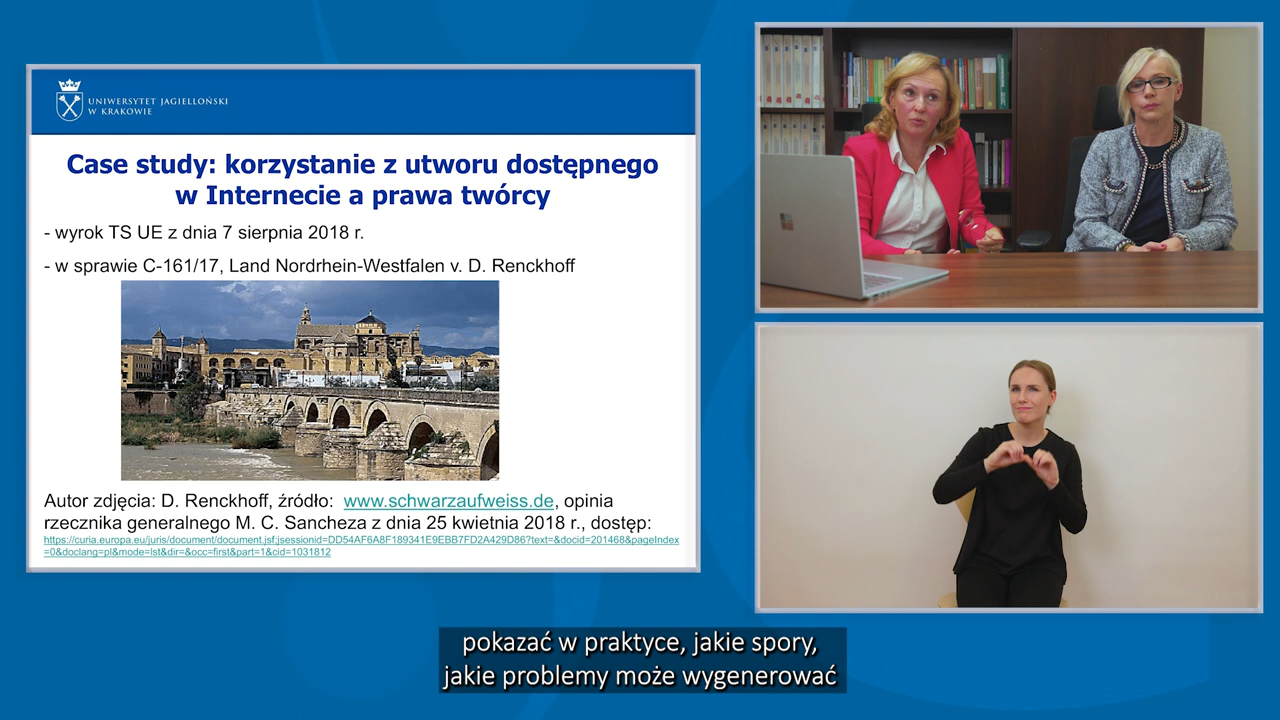 UNIWERSYTET JAGIELLOŃSKI
W KRAKOWIE
Case study: korzystanie z utworu dostępnego
w Internecie a prawa twórcy
- wyrok TS UE z dnia 7 sierpnia 2018 r.
- w sprawie C-161/17, Land Nordrhein-Westfalen v. D. Renckhoff
Autor zdjęcia: D. Renckhoff, źródło: www.schwarzaufweiss.de, opinia
rzecznika generalnego M. C. Sancheza z dnia 25 kwietnia 2018 r., dostęp:
https://curia.europa.eu/juris/document/document.jsf;jsessionid=DD54AF6A8F189341E9EBB7FD2A429D86?text=&docid=201468&pageIndex
=0&doclang=pl&mode=lst&dir=&occ=first&part=1&cid=1031812
pokazać w praktyce, jakie spory,
jakie problemy może wygenerować